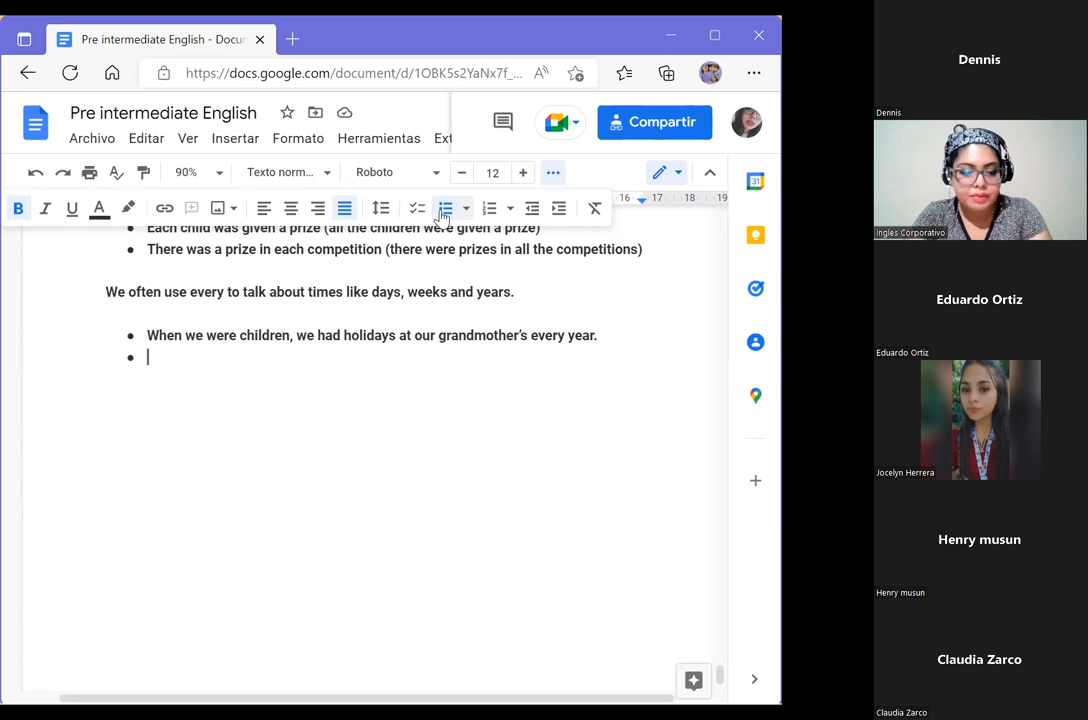 Pre intermediate English - Docu
https://docs.google.com/document/d/1OBK5s2YaNx7f_...
Pre intermediate English
Compartir
Archivo Editar Ver Insertar Formato Herramientas Ext
90% Texto norm... Roboto 12
16 17 18 19
31
Each child was given a prize (all the children were given a prize)
There was a prize in each competition (there were prizes in all the competitions)
We often use every to talk about times like days, weeks and years.
When we were children, we had holidays at our grandmother’s every year.
Dennis
Dennis
Ingles Corporativo
Eduardo Ortiz
Eduardo Ortiz
Jocelyn Herrera
Henry musun
Henry musun
Claudia Zarco
Claudia Zarco